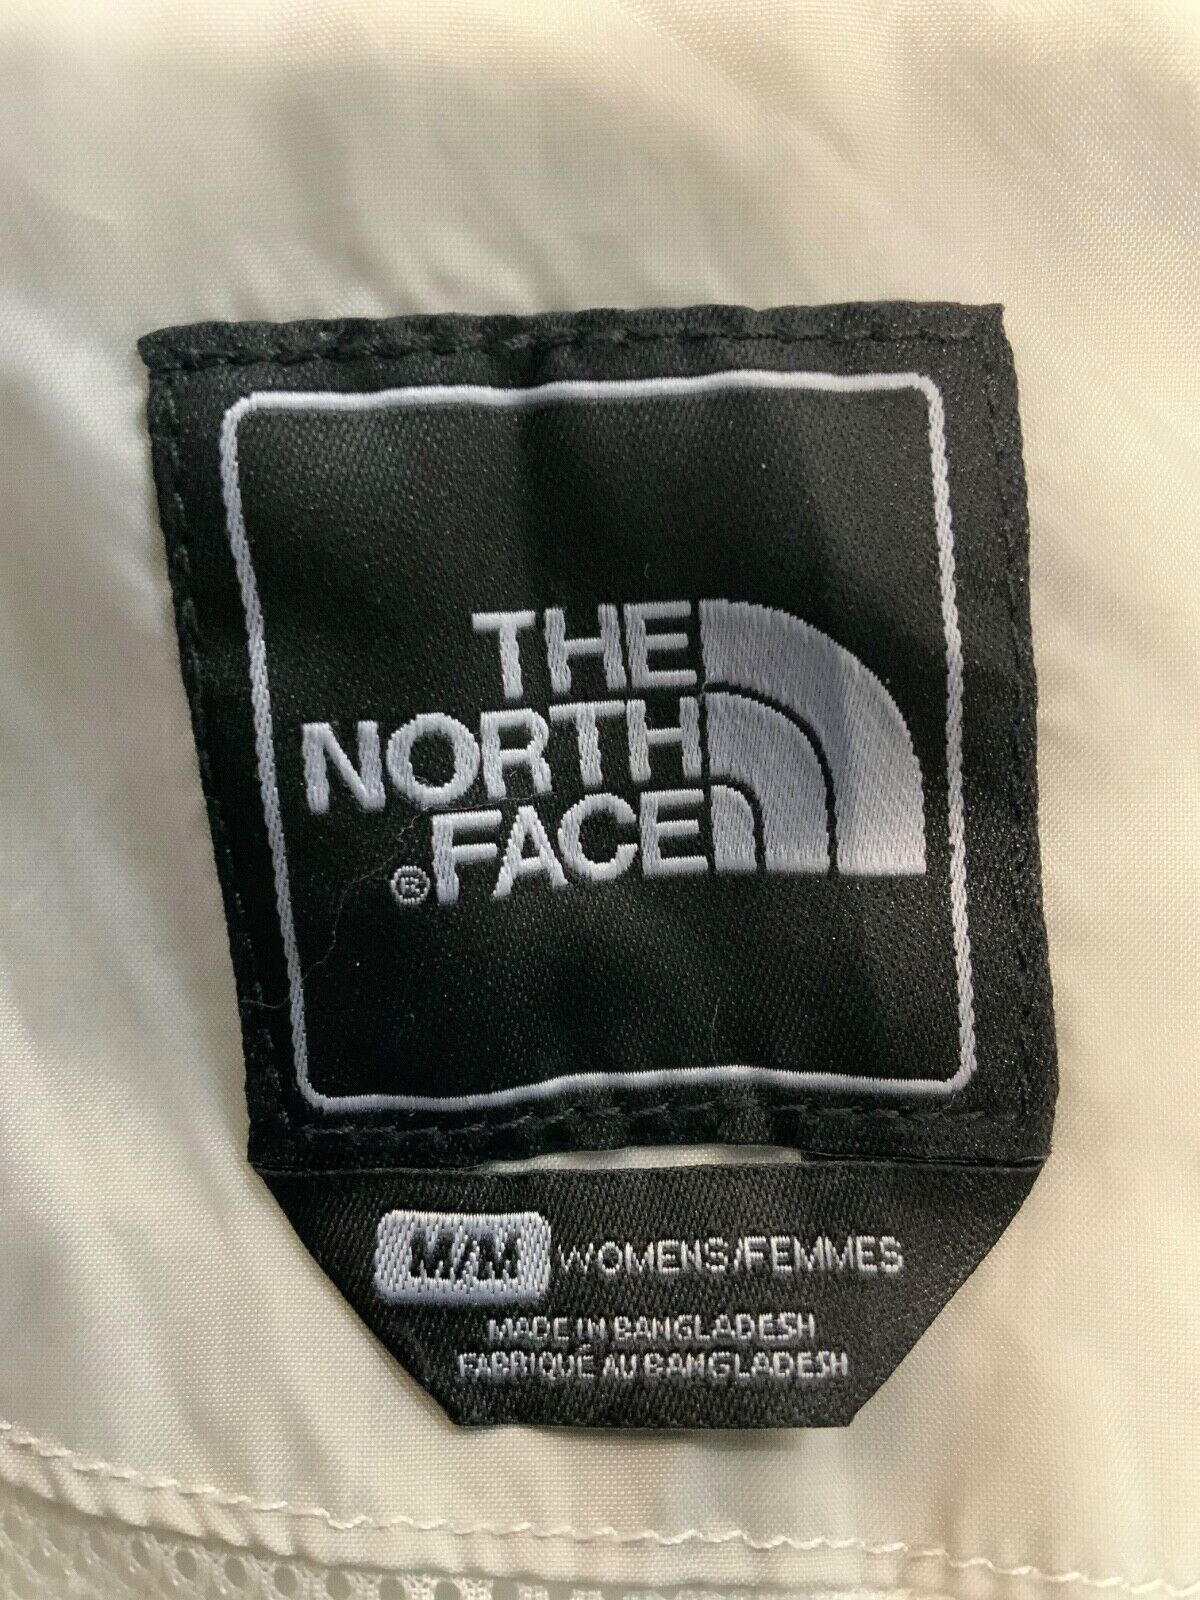 THE
NORTH
® FACE
M/M WOMENS/FEMMES
MADE IN BANGLADESH
FABRIQUÉ AU BANGLADESH